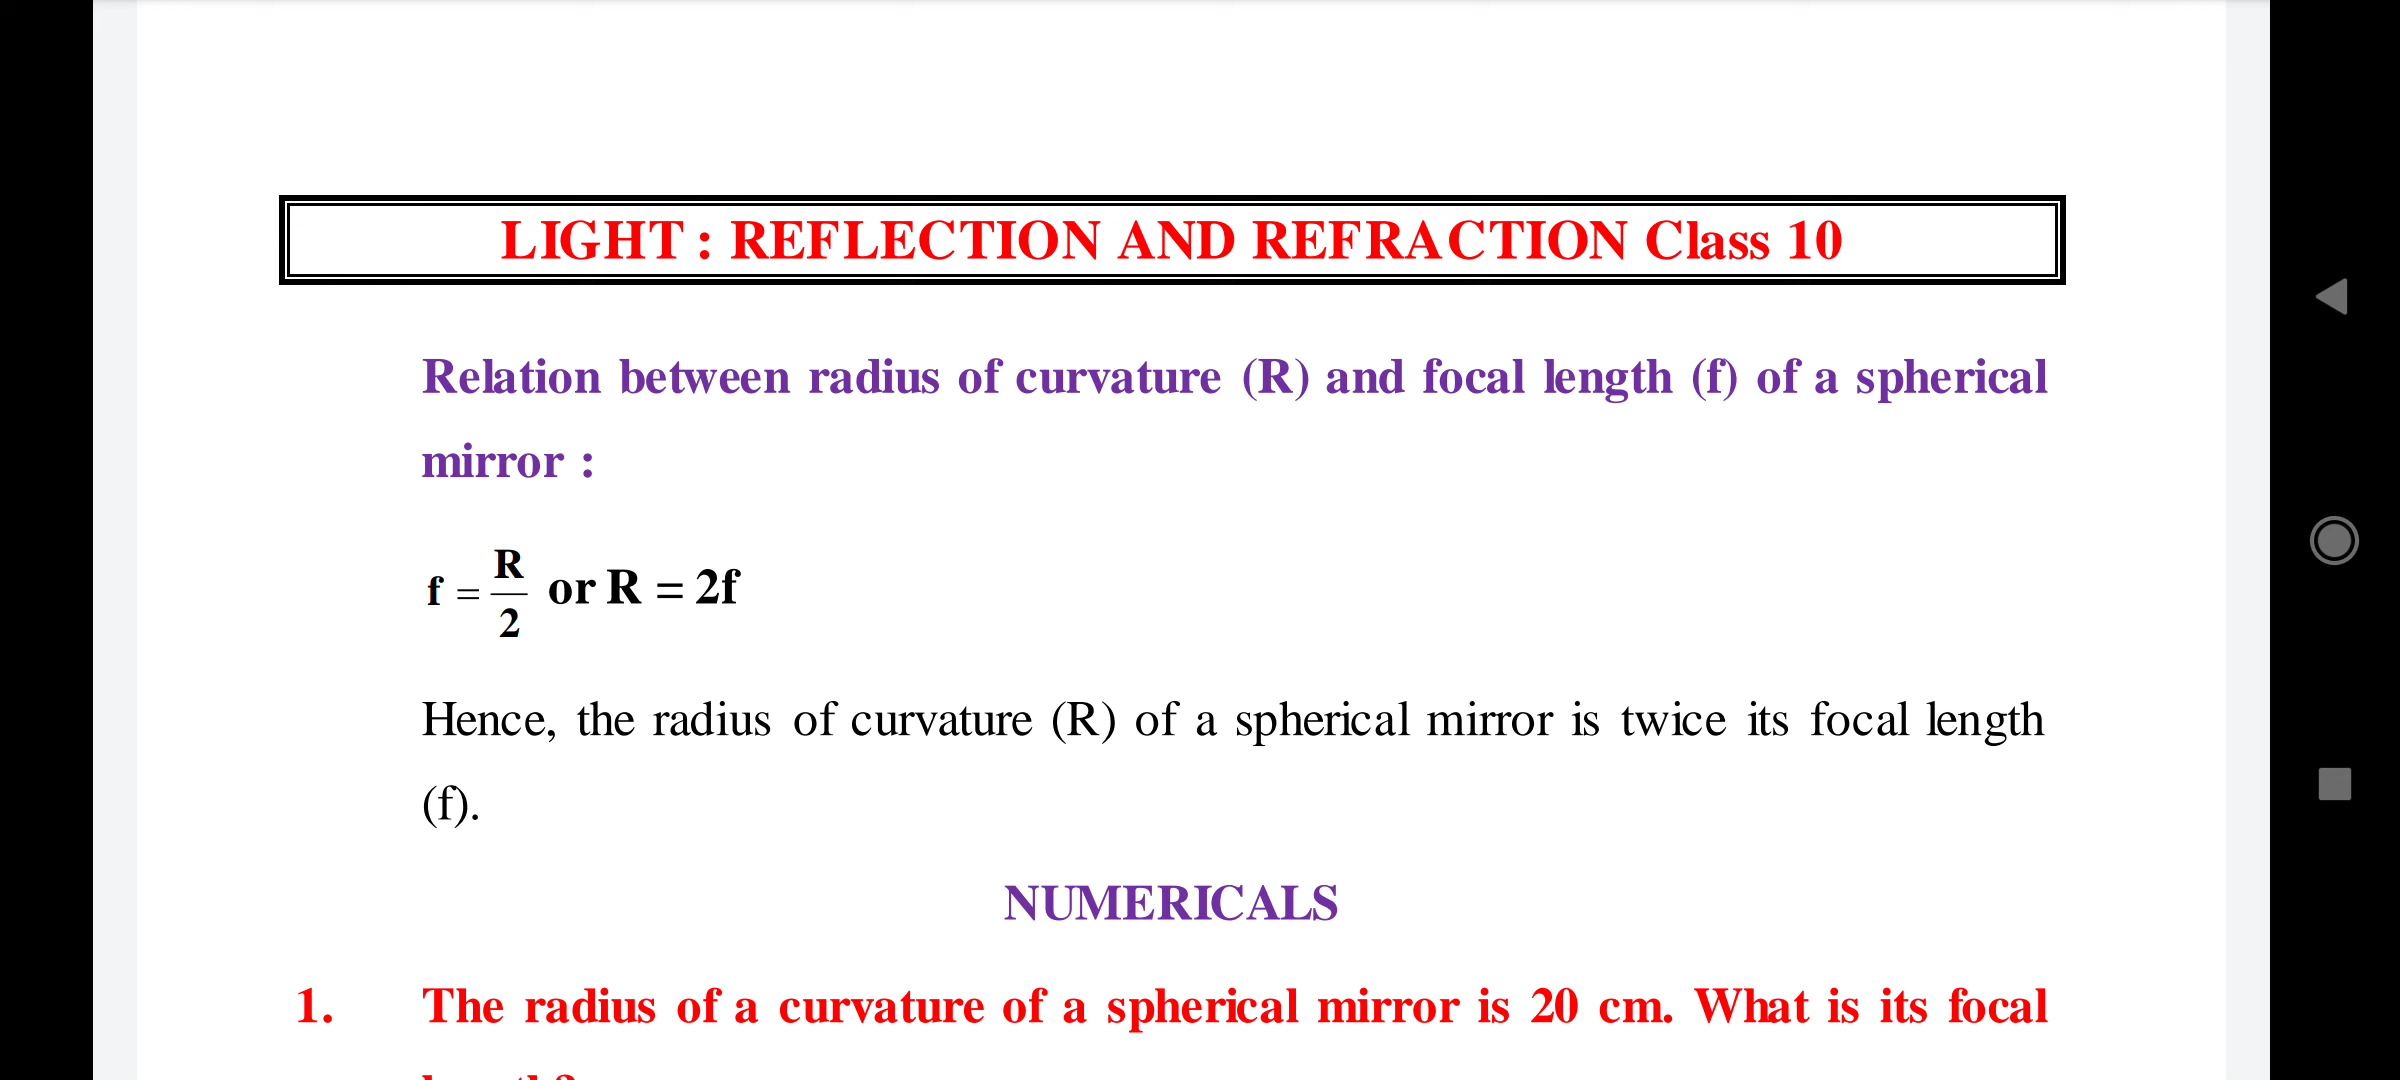 LIGHT : REFLECTION AND REFRACTION Class 10
Relation between radius of curvature (R) and focal length (f) of a spherical
mirror :
f = R/2 or R = 2f
Hence, the radius of curvature (R) of a spherical mirror is twice its focal length
(f).
NUMERICALS
1. The radius of a curvature of a spherical mirror is 20 cm. What is its focal